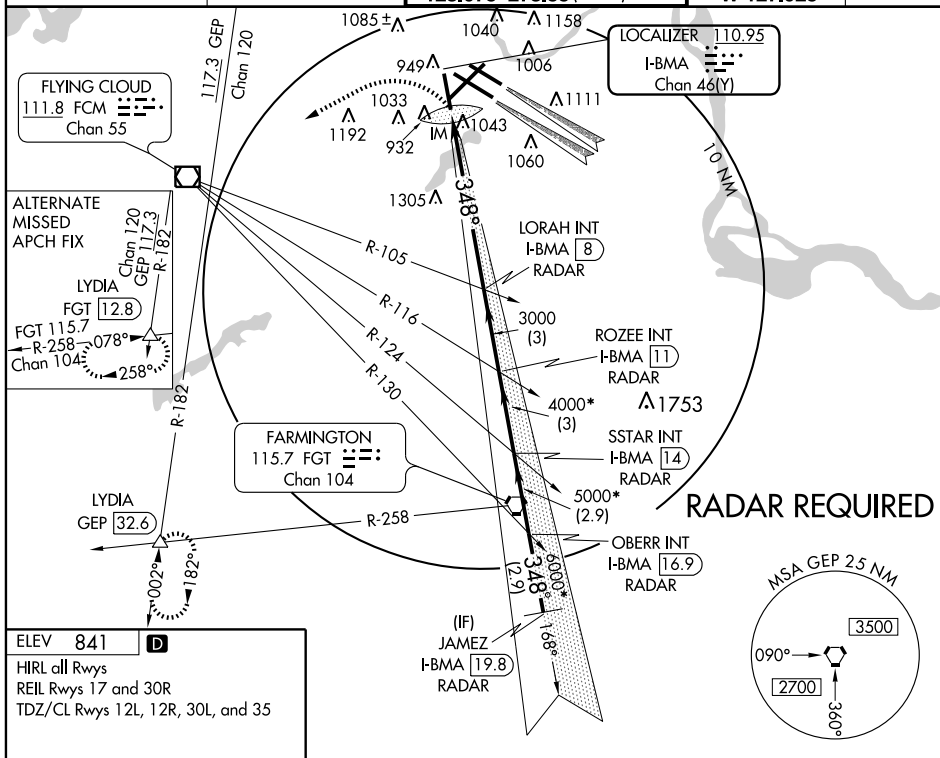 1085 ±
1040
1158
LOCALIZER 110.95
I-BMA
Chan 46(Y)
117.3 GEP
Chan 120
949
1006
FLYING CLOUD
111.8 FCM
Chan 55
1033
1192
932
IM
1043
1111
1060
10 NM
1305
348°
ALTERNATE
MISSED
APCH FIX
Chan 120
GEP 117.3
R-182
LYDIA
FGT 12.8
FGT 115.7
R-258
Chan 104
078°
258°
R-105
LORAH INT
I-BMA 8
RADAR
R-116
3000
(3)
R-124
ROZEE INT
I-BMA 11
RADAR
R-130
4000*
(3)
1753
R-182
FARMINGTON
115.7 FGT
Chan 104
SSTAR INT
I-BMA 14
RADAR
5000*
(2.9)
RADAR REQUIRED
LYDIA
GEP 32.6
R-258
OBERR INT
I-BMA 16.9
RADAR
002°
182°
(2.9)
348°
6000*
168°
(IF)
JAMEZ
I-BMA 19.8
RADAR
MSA GEP 25 NM
3500
090°
2700
360°
ELEV 841 D
HIRL all Rwys
REIL Rwys 17 and 30R
TDZ/CL Rwys 12L, 12R, 30L, and 35